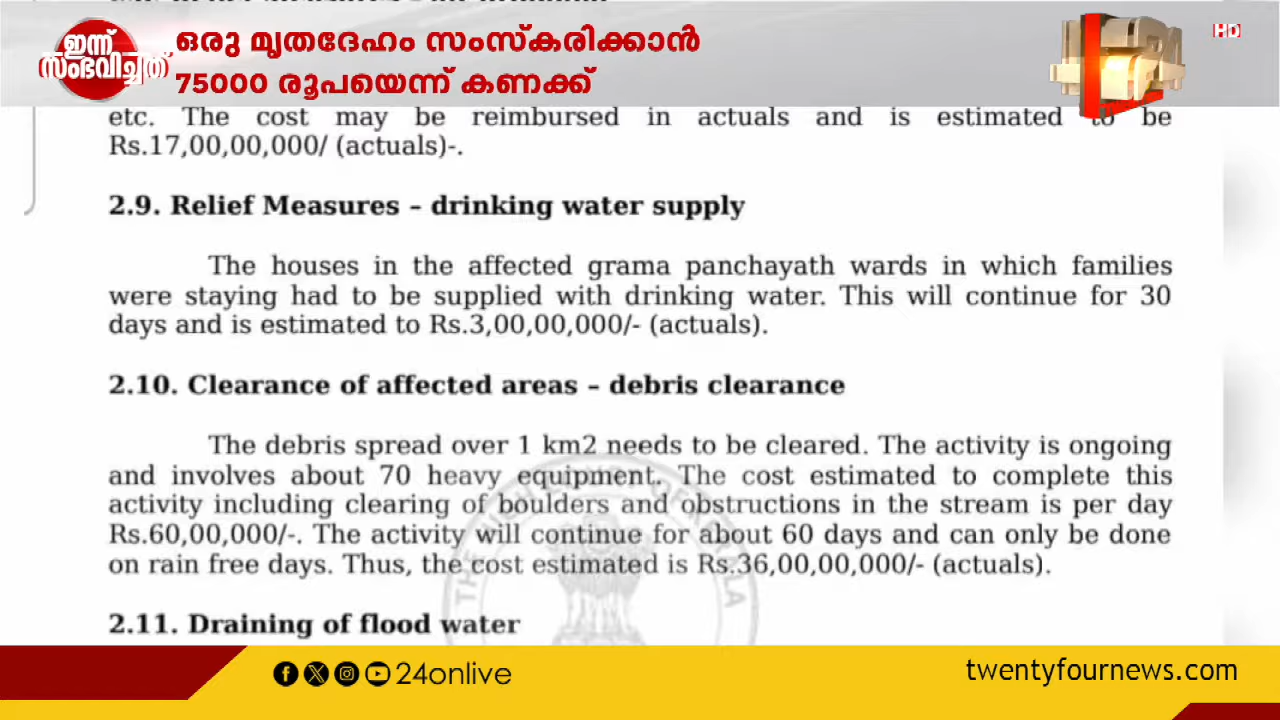 ഇന്ന്
സംഭവിച്ചത്
ഒരു മൃതദേഹം സംസ്കരിക്കാൻ
75000 രൂപയെന്ന് കണക്ക്
HD
etc. The cost may be reimbursed in actuals and is estimated to be
Rs.17,00,00,000/ (actuals)-.
2.9. Relief Measures – drinking water supply
The houses in the affected grama panchayath wards in which families
were staying had to be supplied with drinking water. This will continue for 30
days and is estimated to Rs.3,00,00,000/- (actuals).
2.10. Clearance of affected areas – debris clearance
The debris spread over 1 km2 needs to be cleared. The activity is ongoing
and involves about 70 heavy equipment. The cost estimated to complete this
activity including clearing of boulders and obstructions in the stream is per day
Rs.60,00,000/-. The activity will continue for about 60 days and can only be done
on rain free days. Thus, the cost estimated is Rs.36,00,00,000/- (actuals).
2.11. Draining of flood water
24onlive
twentyfournews.com